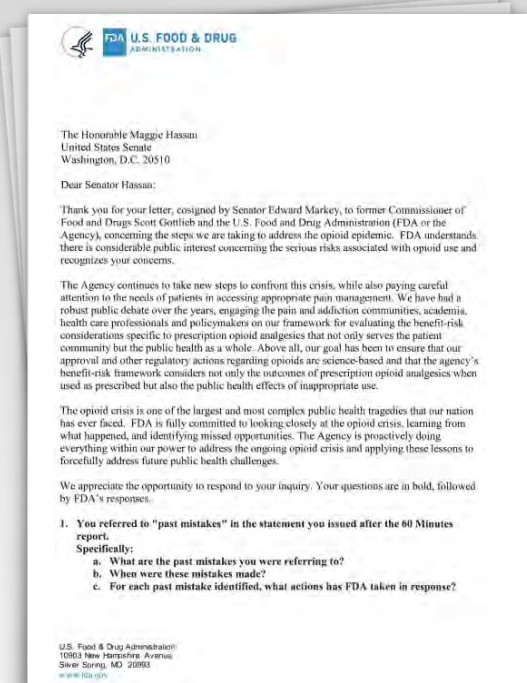 FDA U.S. FOOD & DRUG
ADMINISTRATION
The Honorable Maggie Hassan
United States Senate
Washington, D.C. 20510
Dear Senator Hassan:
Thank you for your letter, cosigned by Senator Edward Markey, to former Commissioner of
Food and Drugs Scott Gottlieb and the U.S. Food and Drug Administration (FDA or the
Agency), concerning the steps we are taking to address the opioid epidemic. FDA understands
there is considerable public interest concerning the serious risks associated with opioid use and
recognizes your concerns.
The Agency continues to take new steps to confront this crisis, while also paying careful
attention to the needs of patients in accessing appropriate pain management. We have had a
robust public debate over the years, engaging the pain and addiction communities, academia,
health care professionals and policymakers on our framework for evaluating the benefit-risk
considerations specific to prescription opioid analgesics that not only serves the patient
community but the public health as a whole. Above all, our goal has been to ensure that our
approval and other regulatory actions regarding opioids are science-based and that the agency's
benefit-risk framework considers not only the outcomes of prescription opioid analgesics when
used as prescribed but also the public health effects of inappropriate use.
The opioid crisis is one of the largest and most complex public health tragedies that our nation
has ever faced. FDA is fully committed to looking closely at the opioid crisis, learning from
what happened, and identifying missed opportunities. The Agency is proactively doing
everything within our power to address the ongoing opioid crisis and applying these lessons to
forcefully address future public health challenges.
We appreciate the opportunity to respond to your inquiry. Your questions are in bold, followed
by FDA's responses.
1. You referred to "past mistakes" in the statement you issued after the 60 Minutes
report.
Specifically:
a. What are the past mistakes you were referring to?
b. When were these mistakes made?
c. For each past mistake identified, what actions has FDA taken in response?
U.S. Food & Drug Administration
10903 New Hampshire Avenue
Silver Spring, MD 20993
www.fda.gov